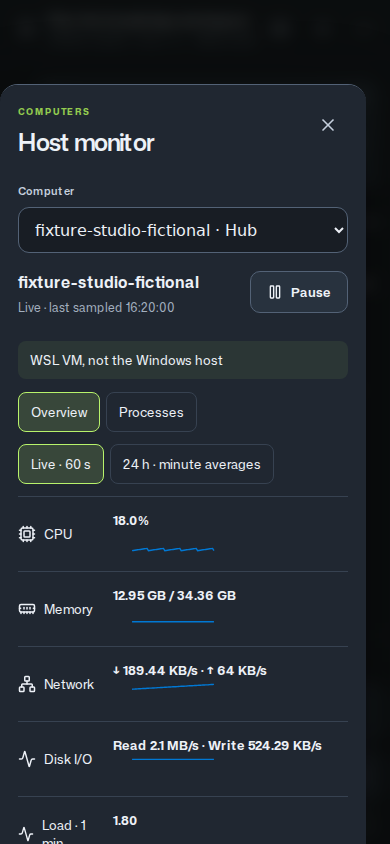 COMPUTERS
Host monitor
Computer
fixture-studio-fictional · Hub
fixture-studio-fictional
Live · last sampled 16:20:00
Pause
WSL VM, not the Windows host
Overview
Processes
Live · 60 s
24 h · minute averages
CPU
18.0%
Memory
12.95 GB / 34.36 GB
Network
↓ 189.44 KB/s · ↑ 64 KB/s
Disk I/O
Read 2.1 MB/s · Write 524.29 KB/s
Load · 1
min
1.80